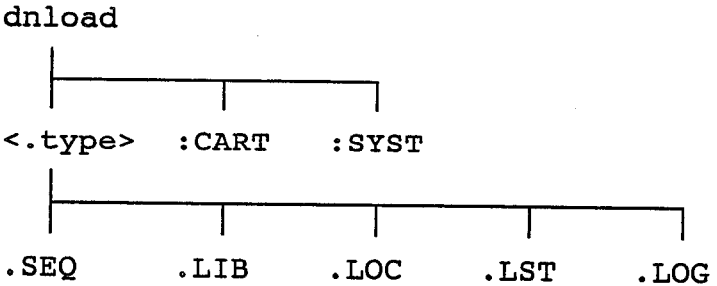 dnload
<.type> :CART :SYST
.SEQ .LIB .LOC .LST .LOG